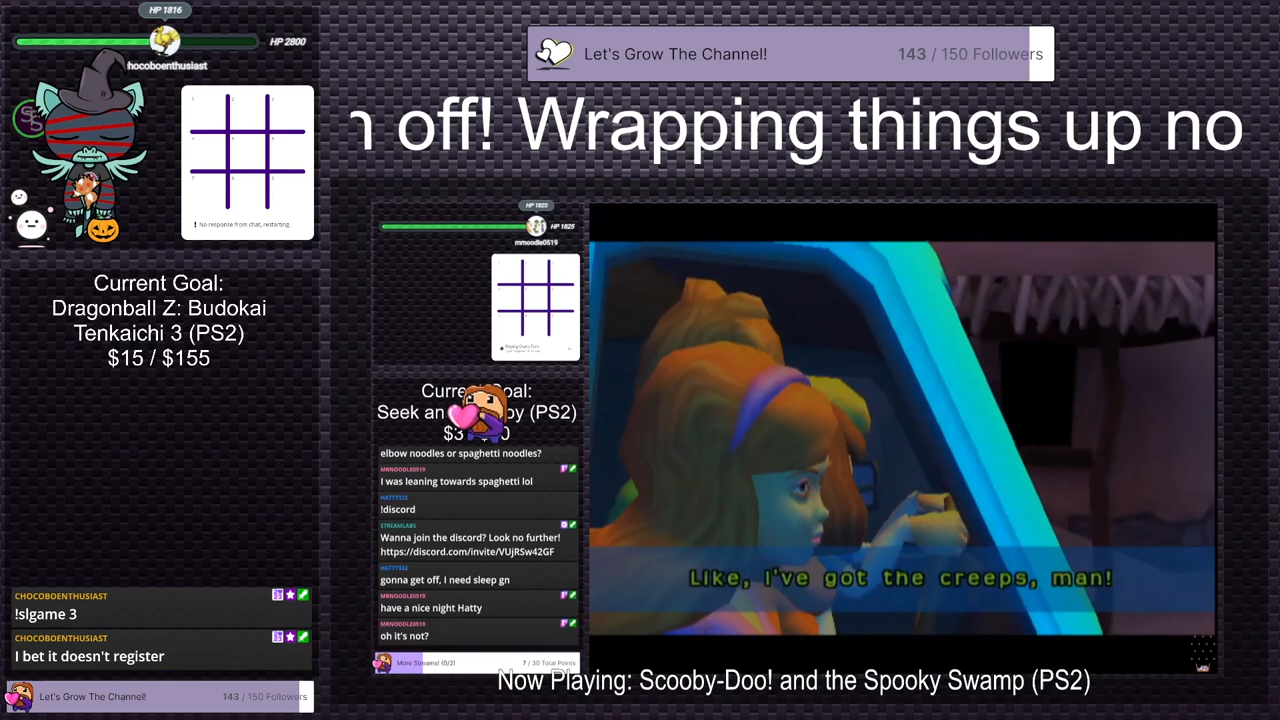 HP 1816
HP 2800
hocoboenthusiast
! No response from chat, restarting.
Current Goal:
Dragonball Z: Budokai
Tenkaichi 3 (PS2)
$15 / $155
CHOCOBOENTHUSIAST
!slgame 3
CHOCOBOENTHUSIAST
I bet it doesn't register
Let's Grow The Channel!
143 / 150 Followers
Let's Grow The Channel!
143 / 150 Followers
off! Wrapping things up no
HP 1825
HP 1825
mrnoodle0519
Seek an
(PS2)
elbow noodles or spaghetti noodles?
MRNOODLE0519
I was leaning towards spaghetti lol
HATTY322
!discord
STREAMLABS
Wanna join the discord? Look no further!
https://discord.com/invite/VUjRSw42GF
HATTY322
gonna get off, I need sleep gn
MRNOODLE0519
have a nice night Hatty
MRNOODLE0519
oh it's not?
More Streams! (0/2)
7 / 30 Total Points
Like, I've got the creeps, man!
Now Playing: Scooby-Doo! and the Spooky Swamp (PS2)